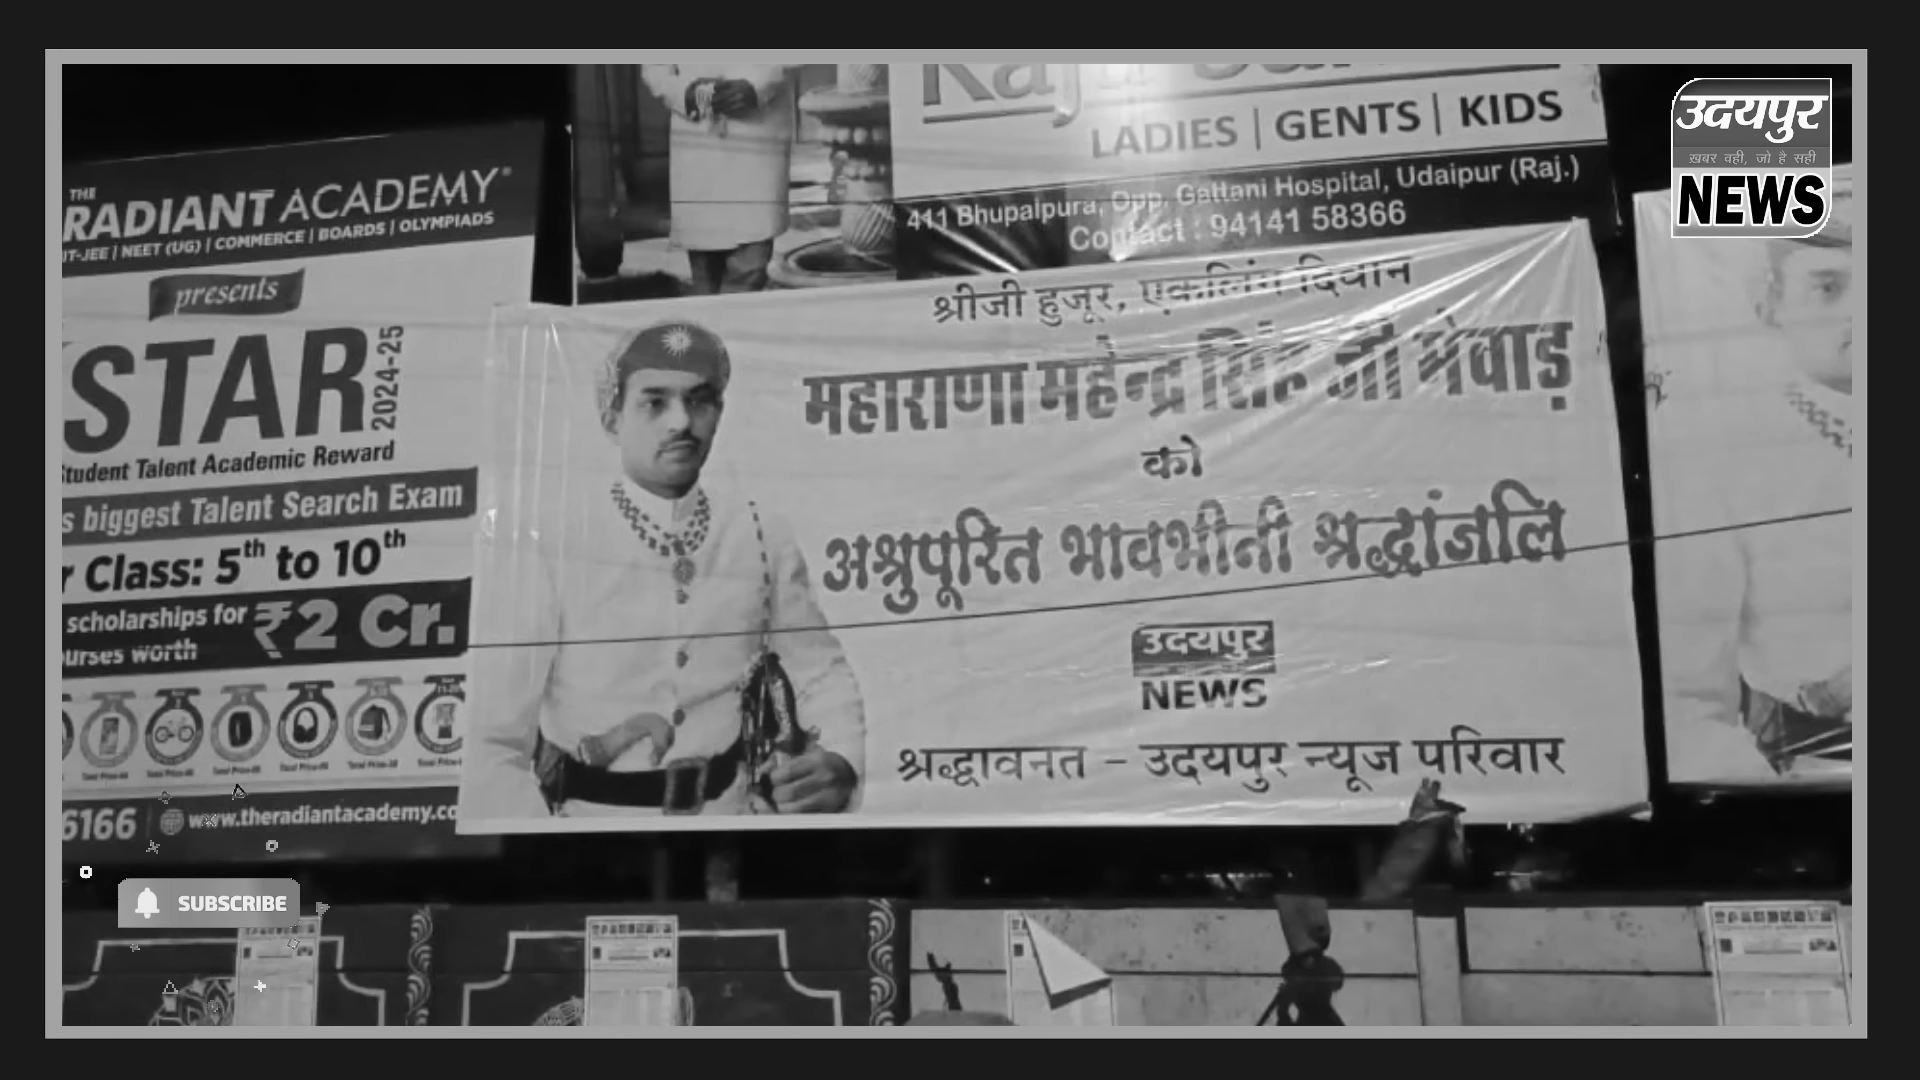 THE
RADIANT ACADEMY
IT-JEE | NEET (UG) | COMMERCE | BOARDS | OLYMPIADS
presents
STAR
2024-25
Student Talent Academic Reward
s biggest Talent Search Exam
r Class: 5th to 10th
scholarships for
urses worth
₹2 Cr.
6166
www.theradiantacademy.co
LADIES | GENTS | KIDS
411 Bhupalpura, Opp. Gattani Hospital, Udaipur (Raj.)
Contact : 94141 58366
श्रीजी हुजूर, एकलिंग दिवान
महाराणा महेन्द्र सिंह जी मेवाड़
को
अश्रुपूरित भावभीनी श्रद्धांजलि
उदयपुर
NEWS
श्रद्धावनत – उदयपुर न्यूज परिवार
उदयपुर
ख़बर वही, जो है सही
NEWS
SUBSCRIBE